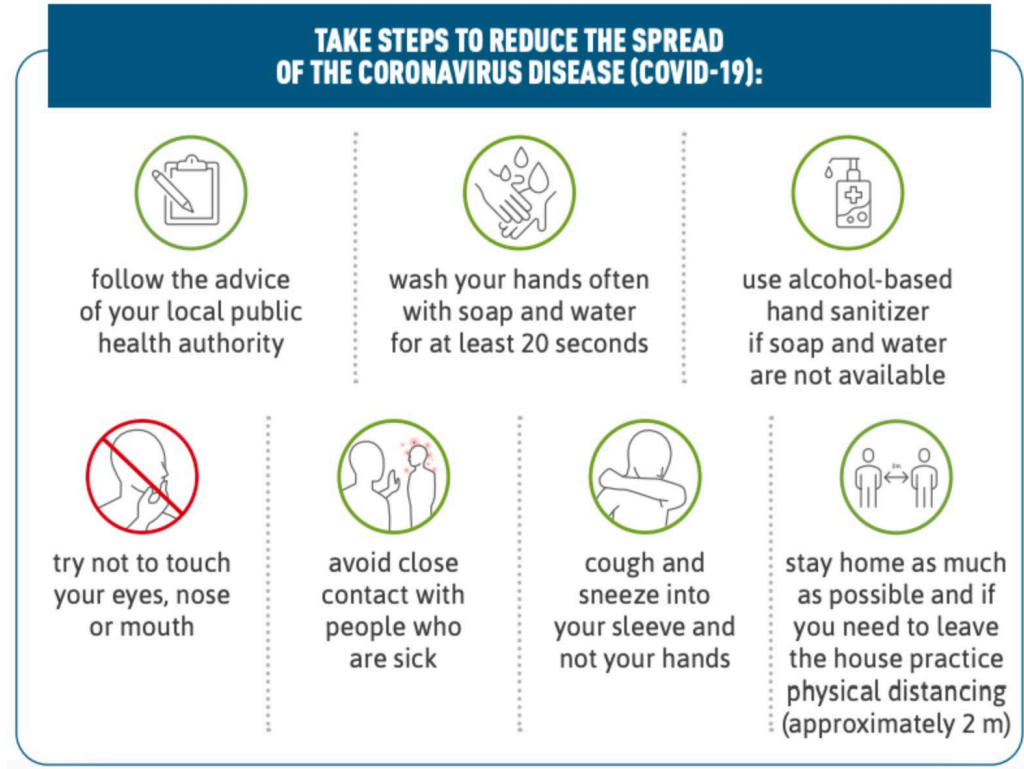 TAKE STEPS TO REDUCE THE SPREAD
OF THE CORONAVIRUS DISEASE (COVID-19):
follow the advice
of your local public
health authority
wash your hands often
with soap and water
for at least 20 seconds
use alcohol-based
hand sanitizer
if soap and water
are not available
try not to touch
your eyes, nose
or mouth
avoid close
contact with
people who
are sick
cough and
sneeze into
your sleeve and
not your hands
stay home as much
as possible and if
you need to leave
the house practice
physical distancing
(approximately 2 m)